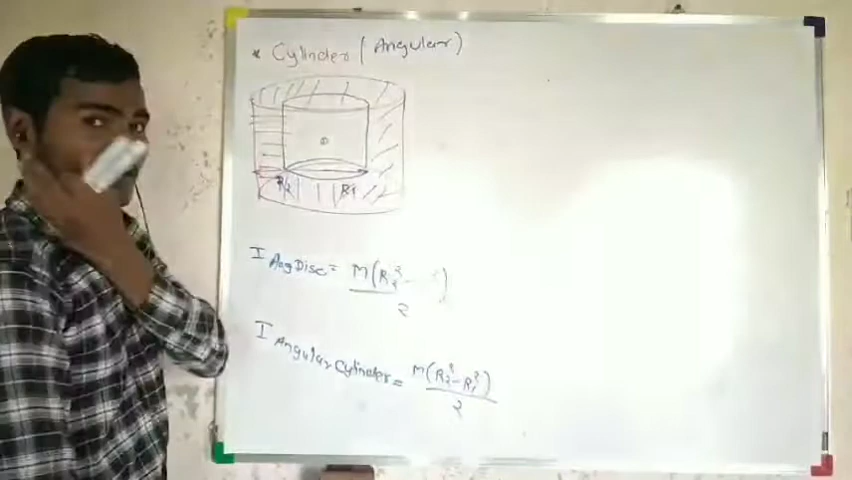 * Cylinder (Angular)
R2 R1
I Ang Disc = M(R₂² - )
2
I Angular Cylinder = M(R₂² - R₁²)
2